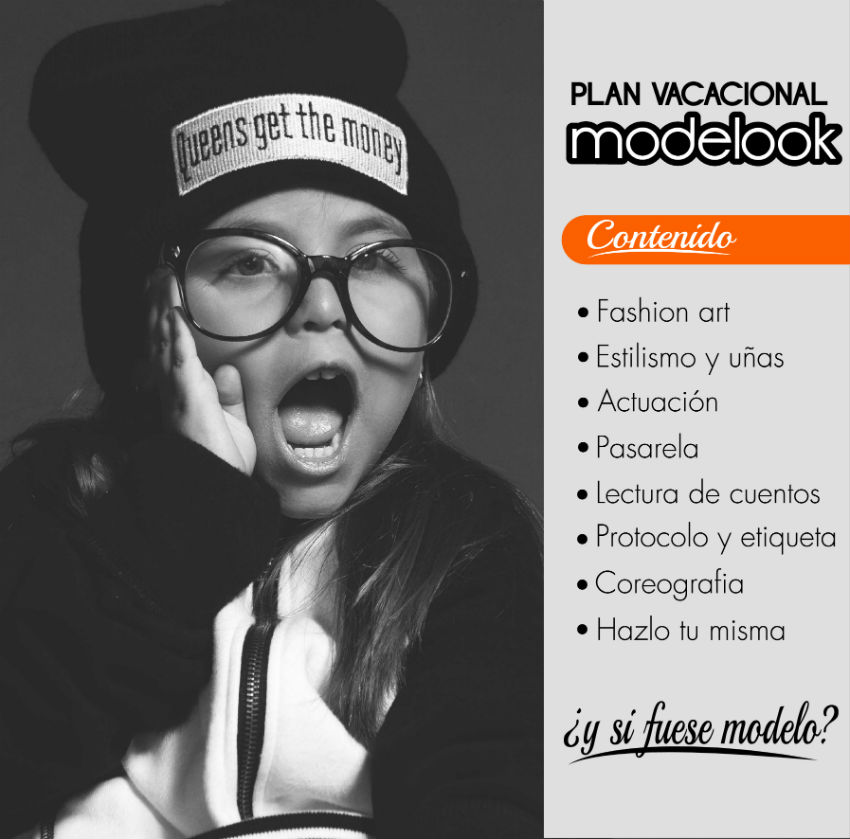 Queens get the money
PLAN VACACIONAL
modelook
Contenido
• Fashion art
• Estilismo y uñas
• Actuación
• Pasarela
• Lectura de cuentos
• Protocolo y etiqueta
• Coreografia
• Hazlo tu misma
¿y si fuese modelo?